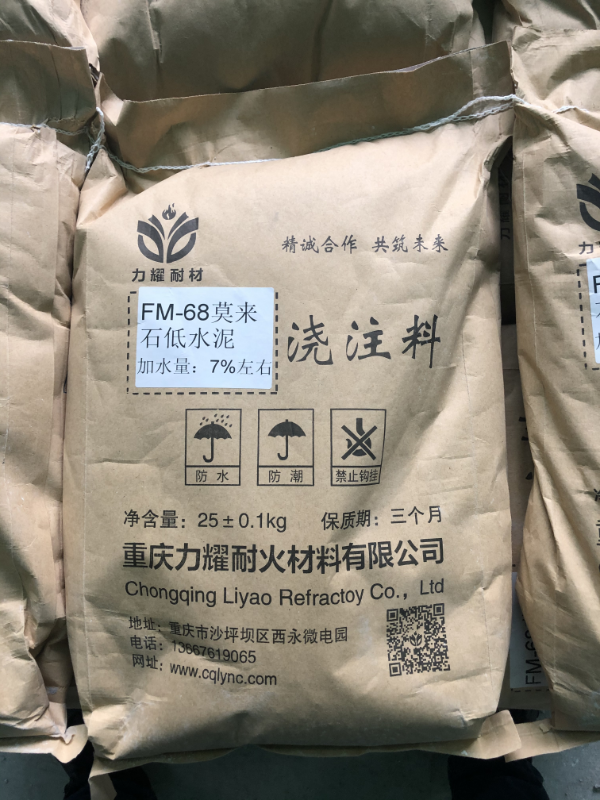 精诚合作 共筑未来
力耀耐材
FM-68莫来
石低水泥
加水量：7%左右
浇注料
防水
防潮
禁止钩挂
净含量：25±0.1kg 保质期：三个月
重庆力耀耐火材料有限公司
Chongqing Liyao Refractoy Co., Ltd
地址：重庆市沙坪坝区西永微电园
电话：13667619065
网址：www.cqlync.com